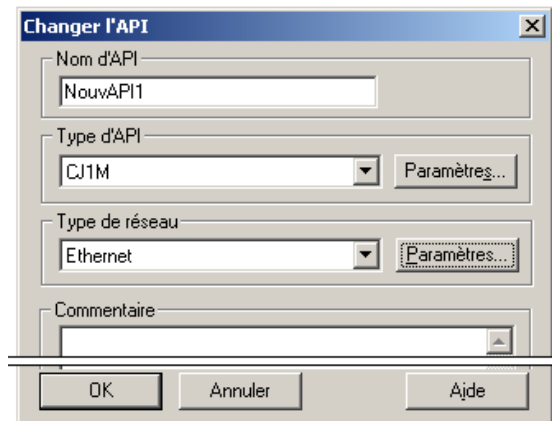 Changer l'API
Nom d'API
NouvAPI1
Type d'API
CJ1M
Paramètres...
Type de réseau
Ethernet
Paramètres...
Commentaire
OK Annuler Aide